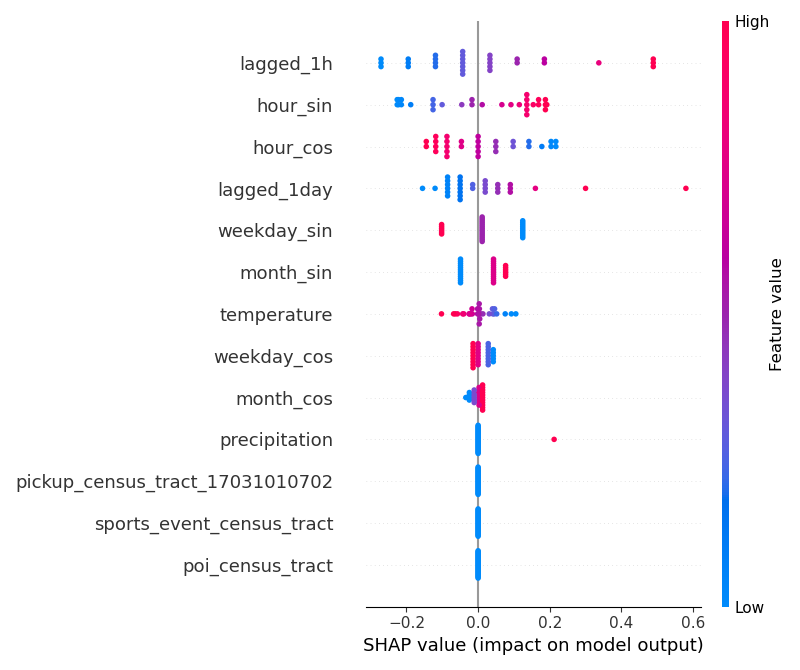 High
lagged_1h
hour_sin
hour_cos
lagged_1day
weekday_sin
month_sin
temperature
weekday_cos
month_cos
precipitation
pickup_census_tract_17031010702
sports_event_census_tract
poi_census_tract
Feature value
Low
−0.2 0.0 0.2 0.4 0.6
SHAP value (impact on model output)